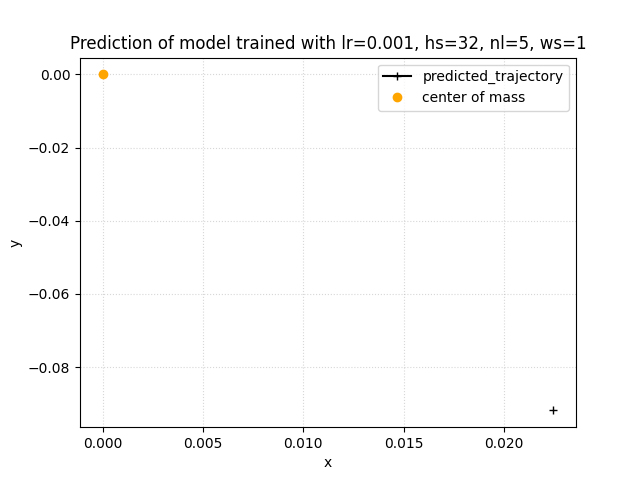 Prediction of model trained with lr=0.001, hs=32, nl=5, ws=1
predicted_trajectory
center of mass
0.00
−0.02
−0.04
−0.06
−0.08
y
0.000
0.005
0.010
0.015
0.020
x